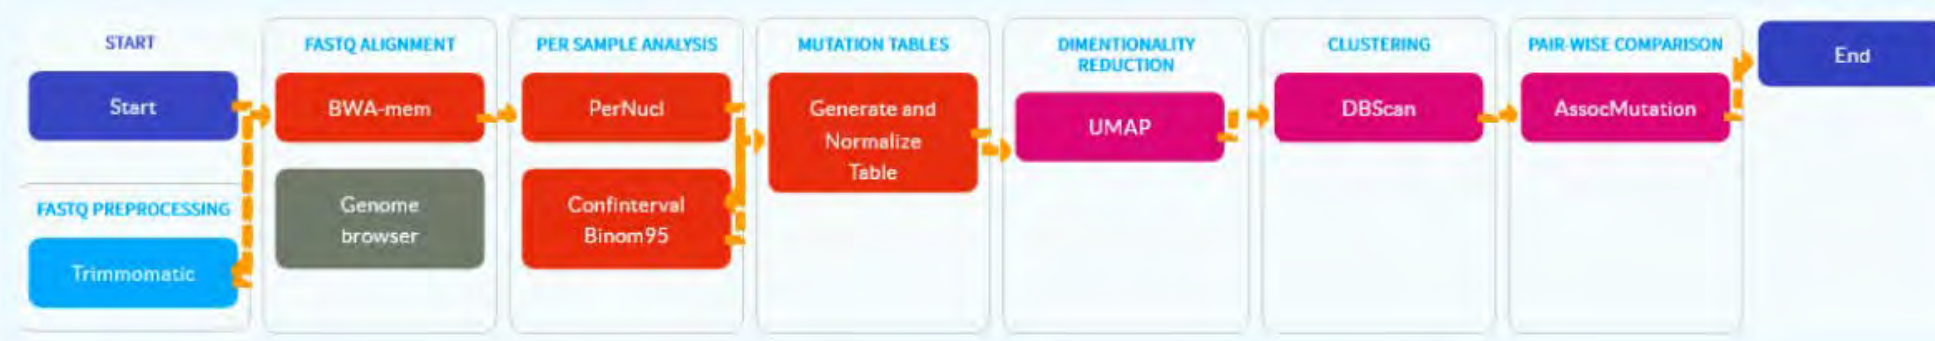 START
Start
FASTQ PREPROCESSING
Trimmomatic
FASTQ ALIGNMENT
BWA-mem
Genome
browser
PER SAMPLE ANALYSIS
PerNucl
Confinterval
Binom95
MUTATION TABLES
Generate and
Normalize
Table
DIMENTIONALITY
REDUCTION
UMAP
CLUSTERING
DBScan
PAIR-WISE COMPARISON
AssocMutation
End